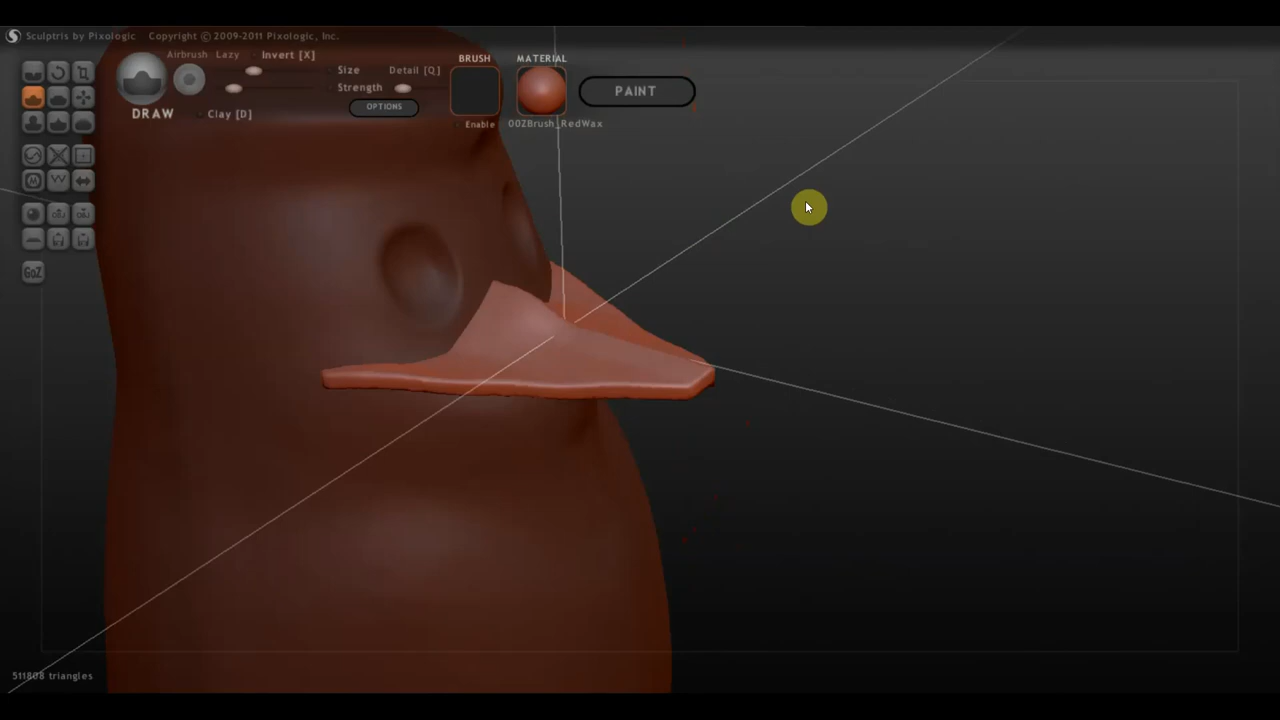 Sculptris by Pixologic Copyright © 2009-2011 Pixologic, Inc.
Airbrush Lazy Invert [X]
BRUSH MATERIAL
Size Detail [Q]
Strength
PAINT
OPTIONS
DRAW Clay [D]
Enable 00ZBrush_RedWax
GoZ
511808 triangles